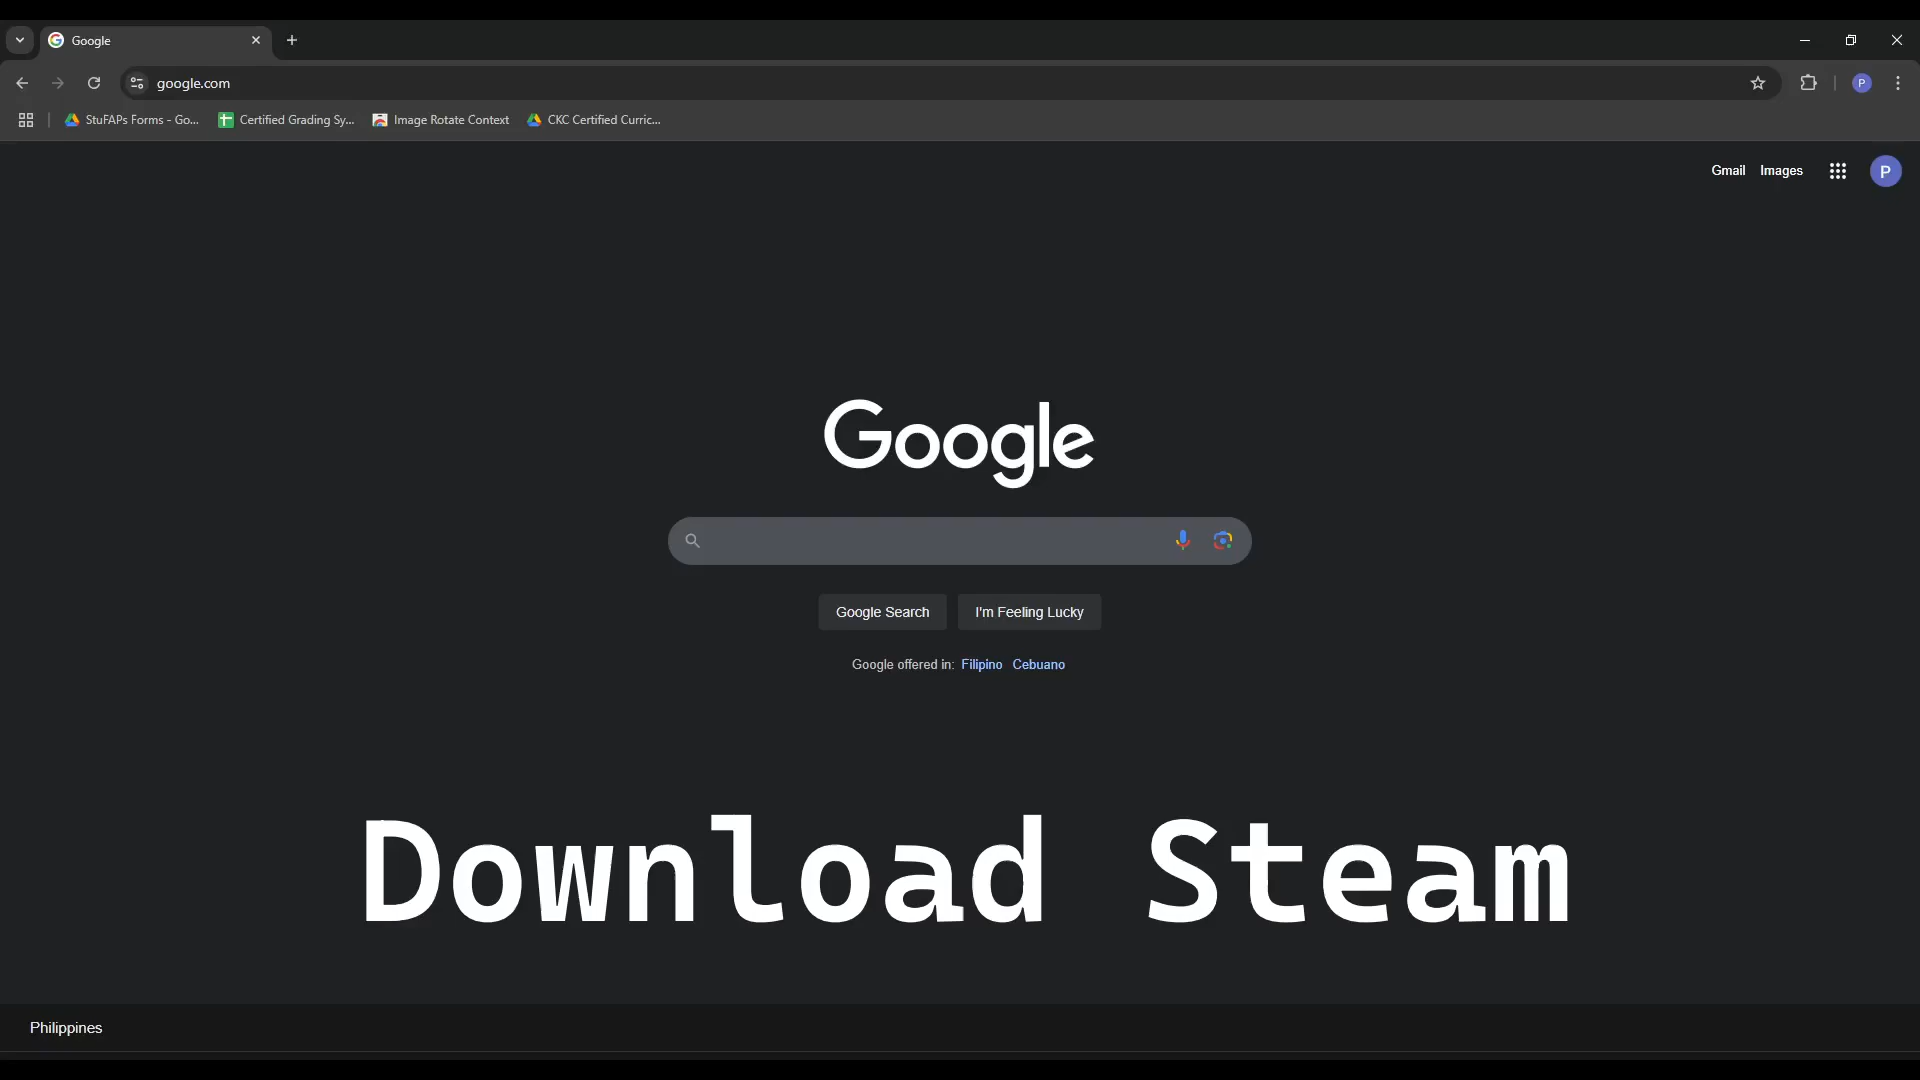 Google
google.com
StuFAPs Forms - Go...
Certified Grading Sy...
Image Rotate Context
CKC Certified Curric...
P
Gmail
Images
P
Google
Google Search
I'm Feeling Lucky
Google offered in: Filipino Cebuano
Download Steam
Philippines